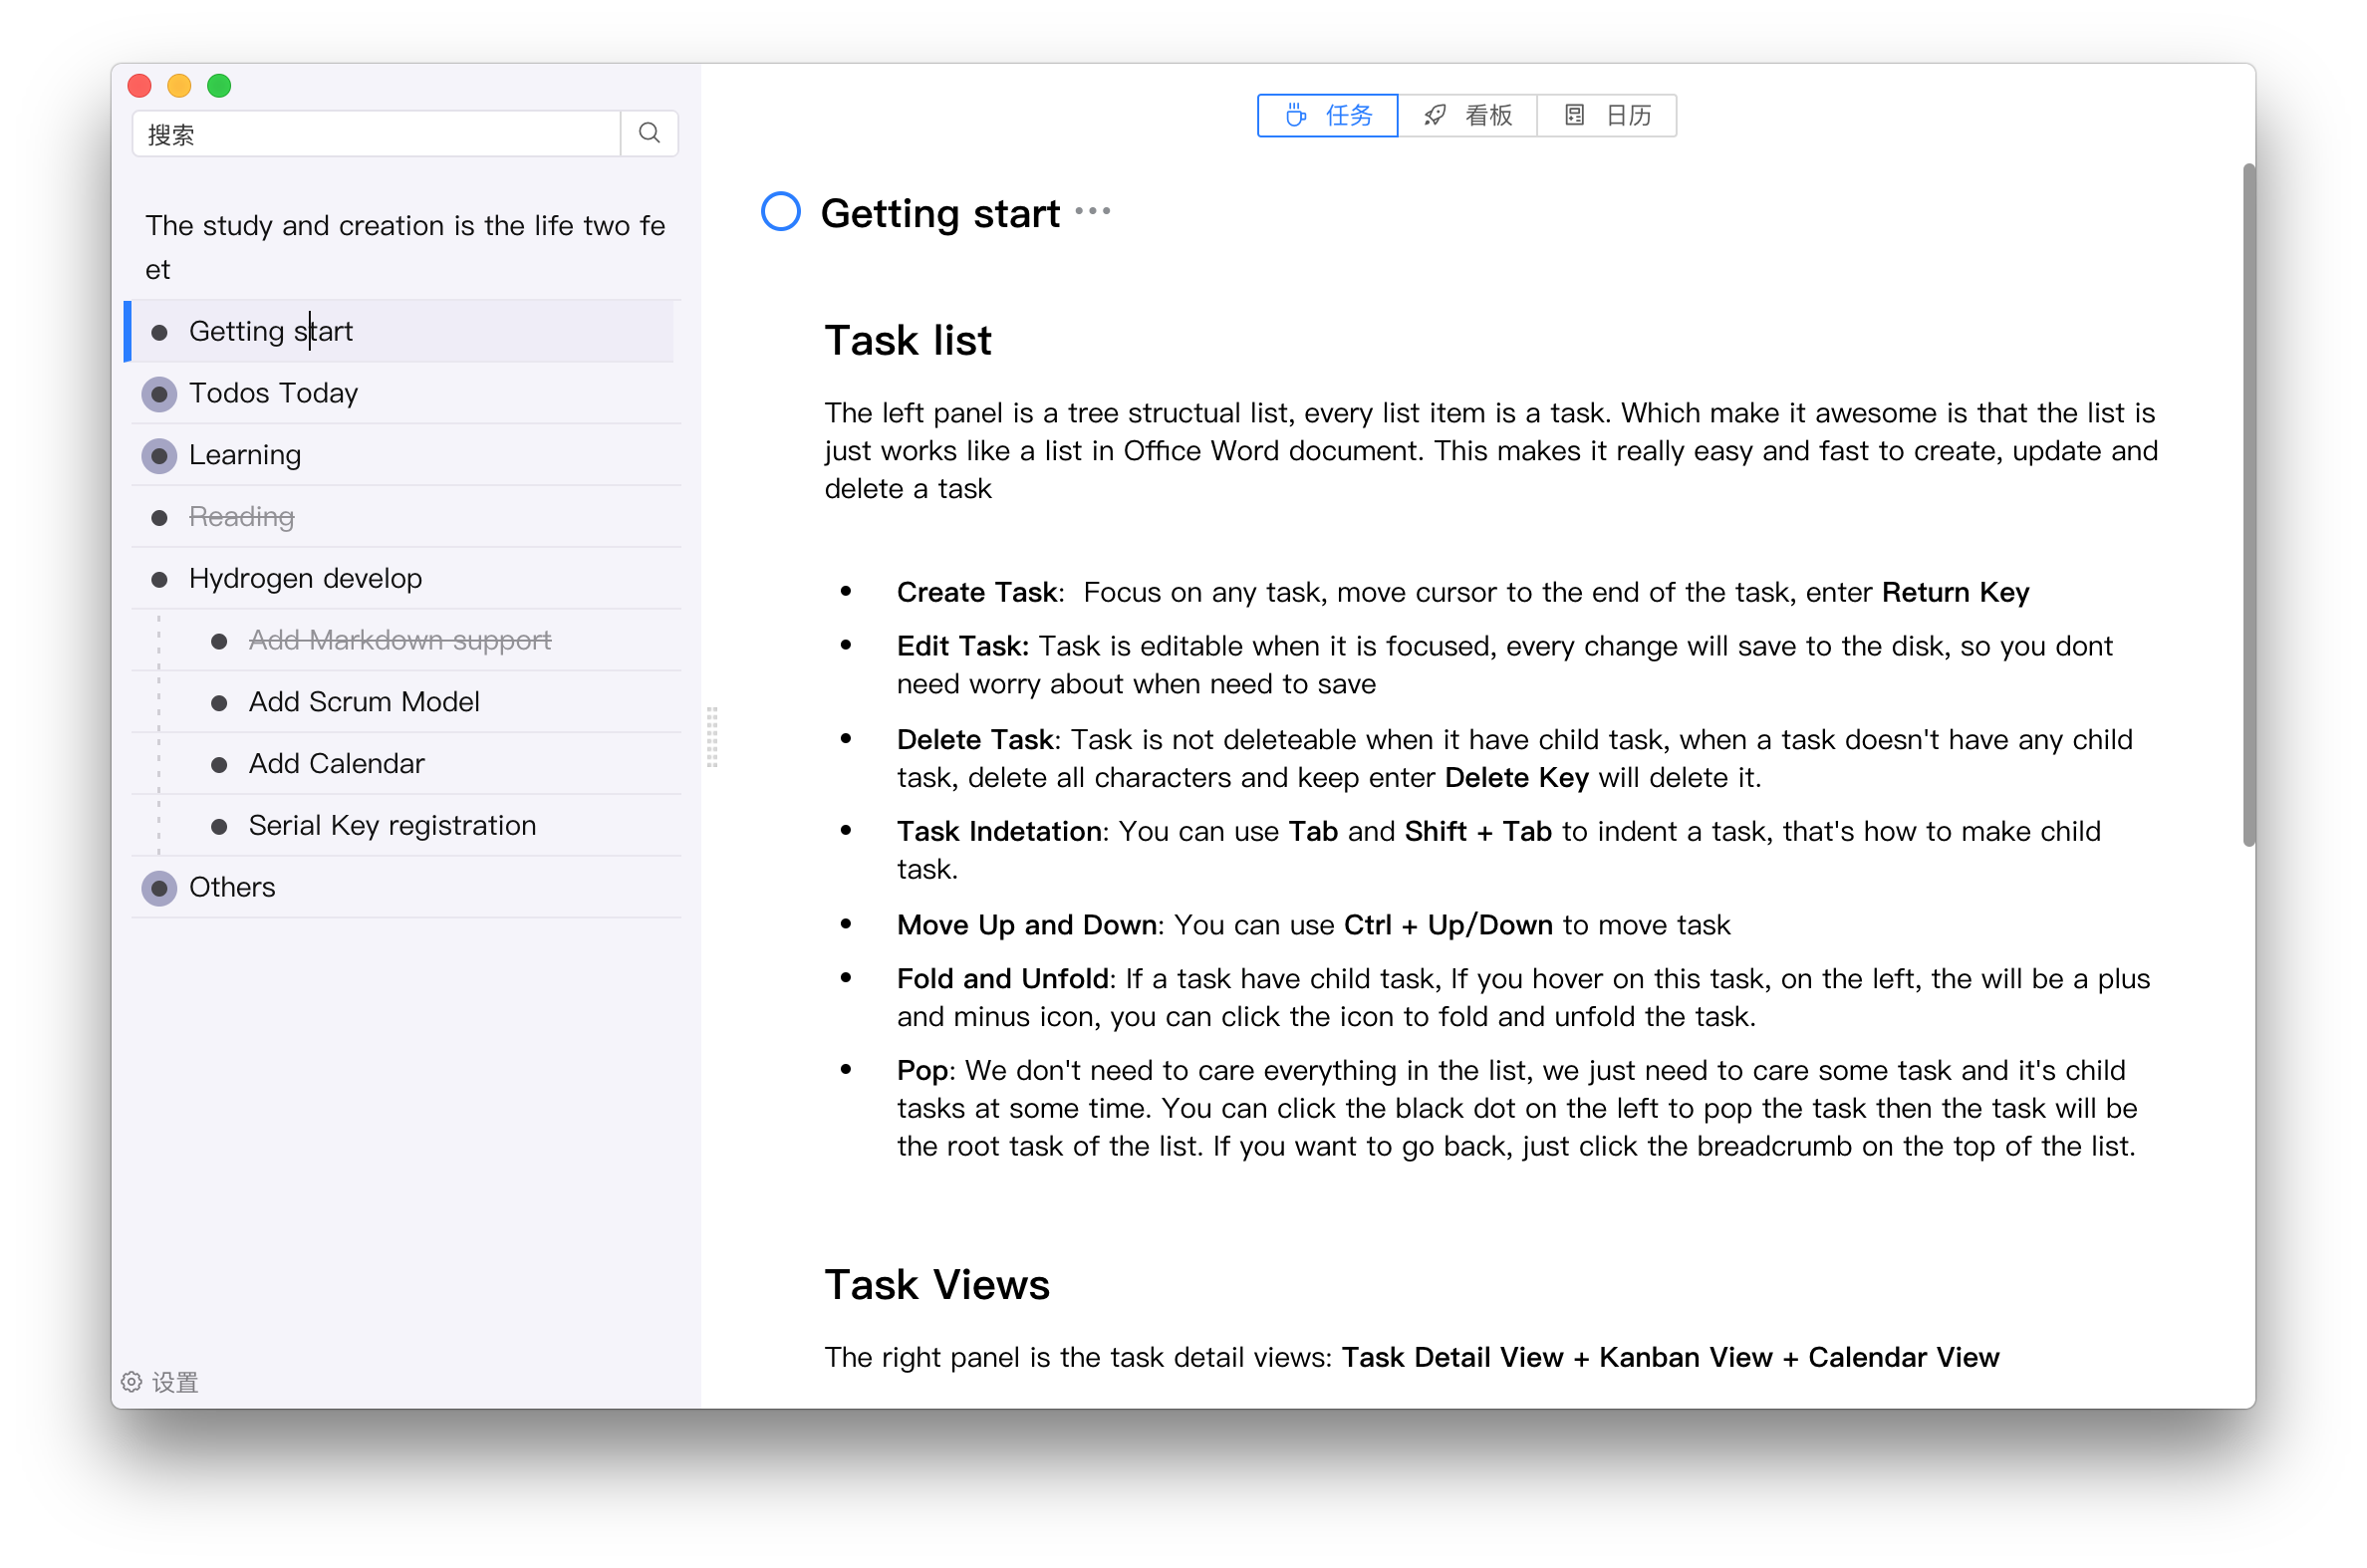 搜索
The study and creation is the life two fe
et
Getting start
Todos Today
Learning
Reading
Hydrogen develop
Add Markdown support
Add Scrum Model
Add Calendar
Serial Key registration
Others
设置
任务 看板 日历
Getting start •••
Task list
The left panel is a tree structual list, every list item is a task. Which make it awesome is that the list is
just works like a list in Office Word document. This makes it really easy and fast to create, update and
delete a task
• Create Task:  Focus on any task, move cursor to the end of the task, enter Return Key
• Edit Task: Task is editable when it is focused, every change will save to the disk, so you dont
need worry about when need to save
• Delete Task: Task is not deleteable when it have child task, when a task doesn't have any child
task, delete all characters and keep enter Delete Key will delete it.
• Task Indetation: You can use Tab and Shift + Tab to indent a task, that's how to make child
task.
• Move Up and Down: You can use Ctrl + Up/Down to move task
• Fold and Unfold: If a task have child task, If you hover on this task, on the left, the will be a plus
and minus icon, you can click the icon to fold and unfold the task.
• Pop: We don't need to care everything in the list, we just need to care some task and it's child
tasks at some time. You can click the black dot on the left to pop the task then the task will be
the root task of the list. If you want to go back, just click the breadcrumb on the top of the list.
Task Views
The right panel is the task detail views: Task Detail View + Kanban View + Calendar View